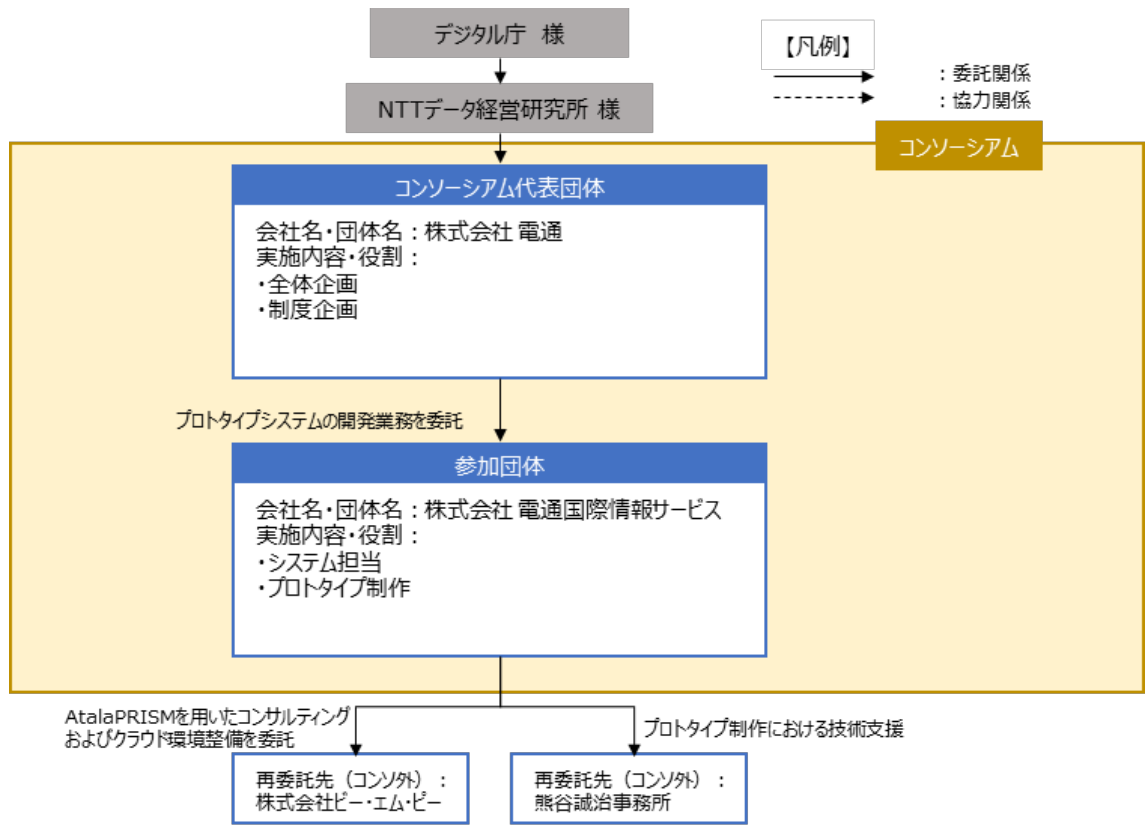 デジタル庁 様
【凡例】
：委託関係
：協力関係
NTTデータ経営研究所 様
コンソーシアム
コンソーシアム代表団体
会社名・団体名：株式会社 電通
実施内容・役割：
・全体企画
・制度企画
プロトタイプシステムの開発業務を委託
参加団体
会社名・団体名：株式会社 電通国際情報サービス
実施内容・役割：
・システム担当
・プロトタイプ制作
AtalaPRISMを用いたコンサルティング
およびクラウド環境整備を委託
プロトタイプ制作における技術支援
再委託先（コンソ外）：
株式会社ビー・エム・ピー
再委託先（コンソ外）：
熊谷誠治事務所